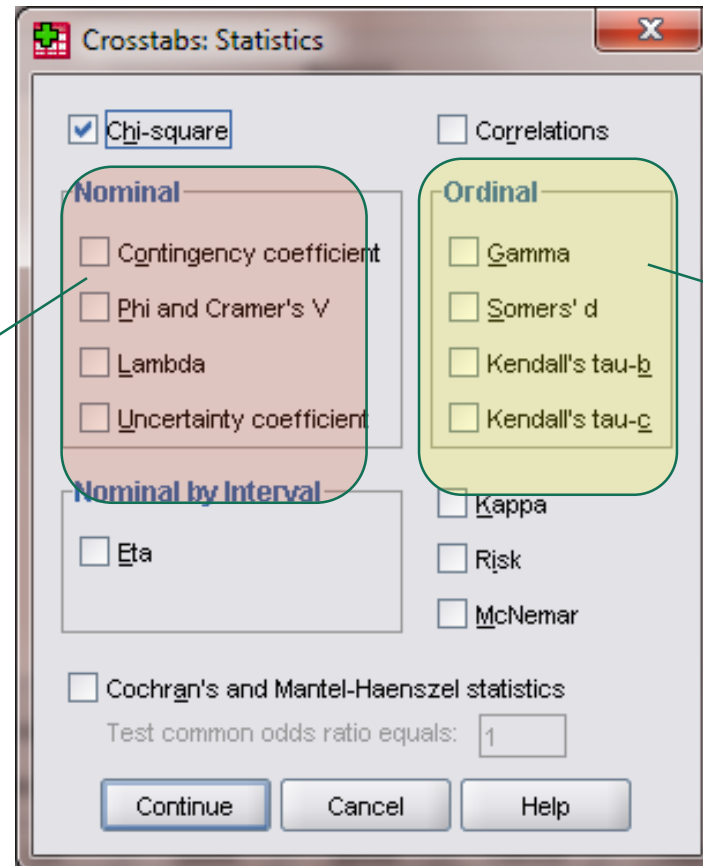 Crosstabs: Statistics
Chi-square
Correlations
Nominal
Contingency coefficient
Phi and Cramer's V
Lambda
Uncertainty coefficient
Ordinal
Gamma
Somers' d
Kendall's tau-b
Kendall's tau-c
Nominal by Interval
Eta
Kappa
Risk
McNemar
Cochran's and Mantel-Haenszel statistics
Test common odds ratio equals: 1
Continue Cancel Help